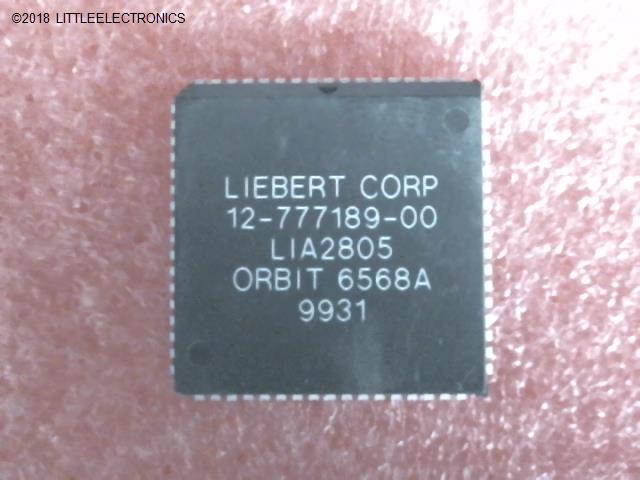 ©2018 LITTLEELECTRONICS
LIEBERT CORP
12-777189-00
LIA2805
ORBIT 6568A
9931